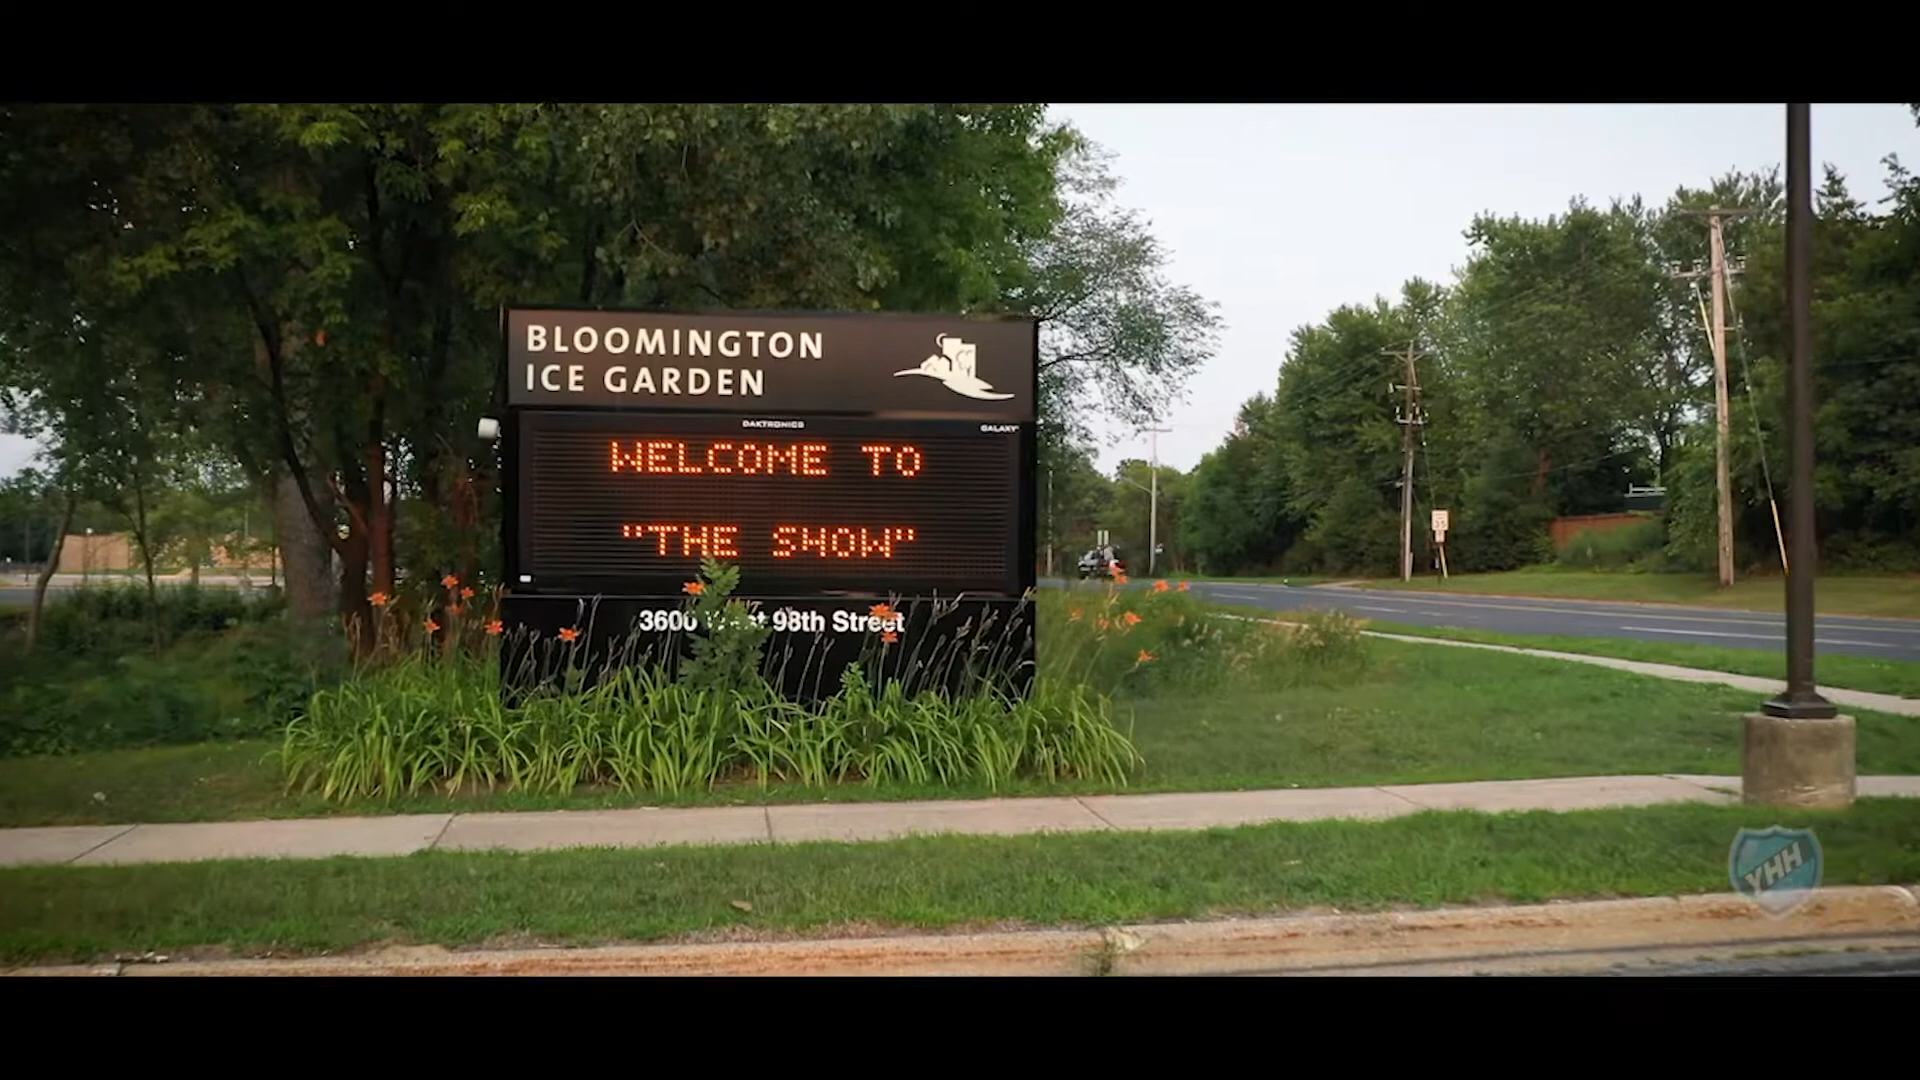 BLOOMINGTON
ICE GARDEN
DAKTRONICS
GALAXY
WELCOME TO
"THE SHOW"
98th Street
35
YHH